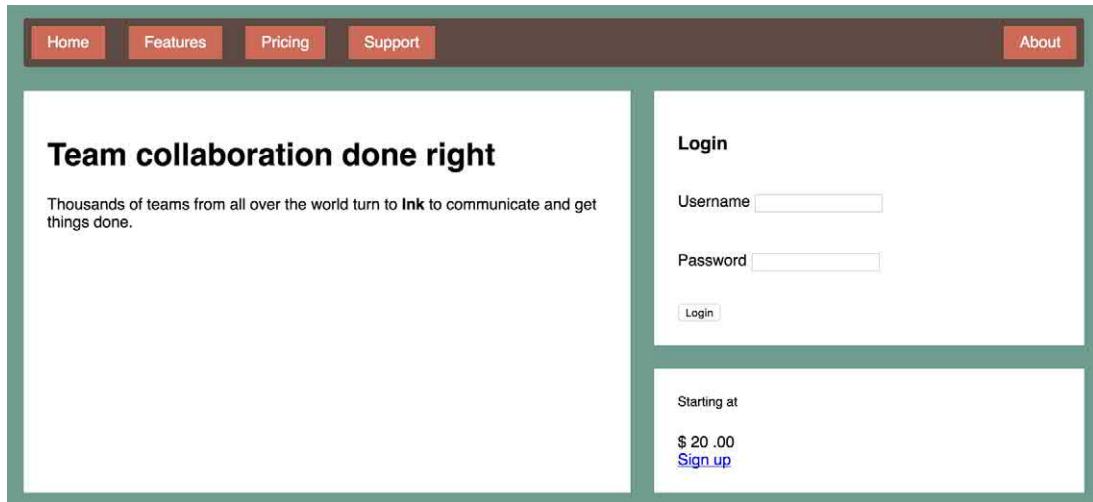 Home Features Pricing Support About
Team collaboration done right
Thousands of teams from all over the world turn to Ink to communicate and get
things done.
Login
Username
Password
Login
Starting at
$ 20 .00
Sign up